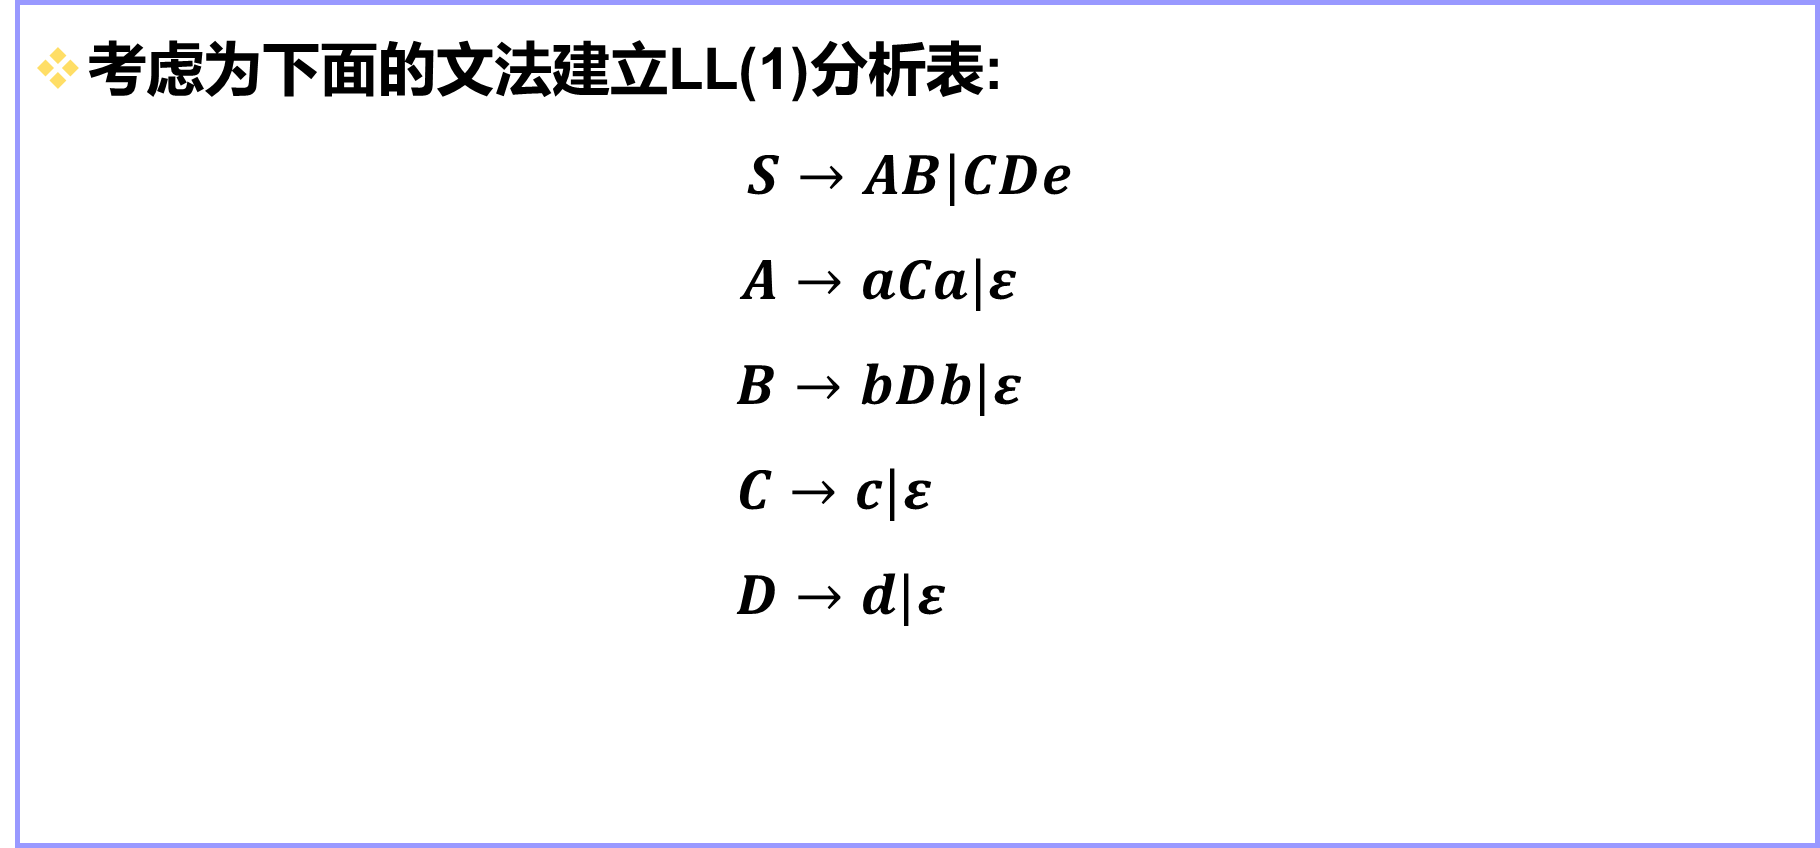 考虑为下面的文法建立LL(1)分析表:
S → AB|CDe
A → aCa|ε
B → bDb|ε
C → c|ε
D → d|ε